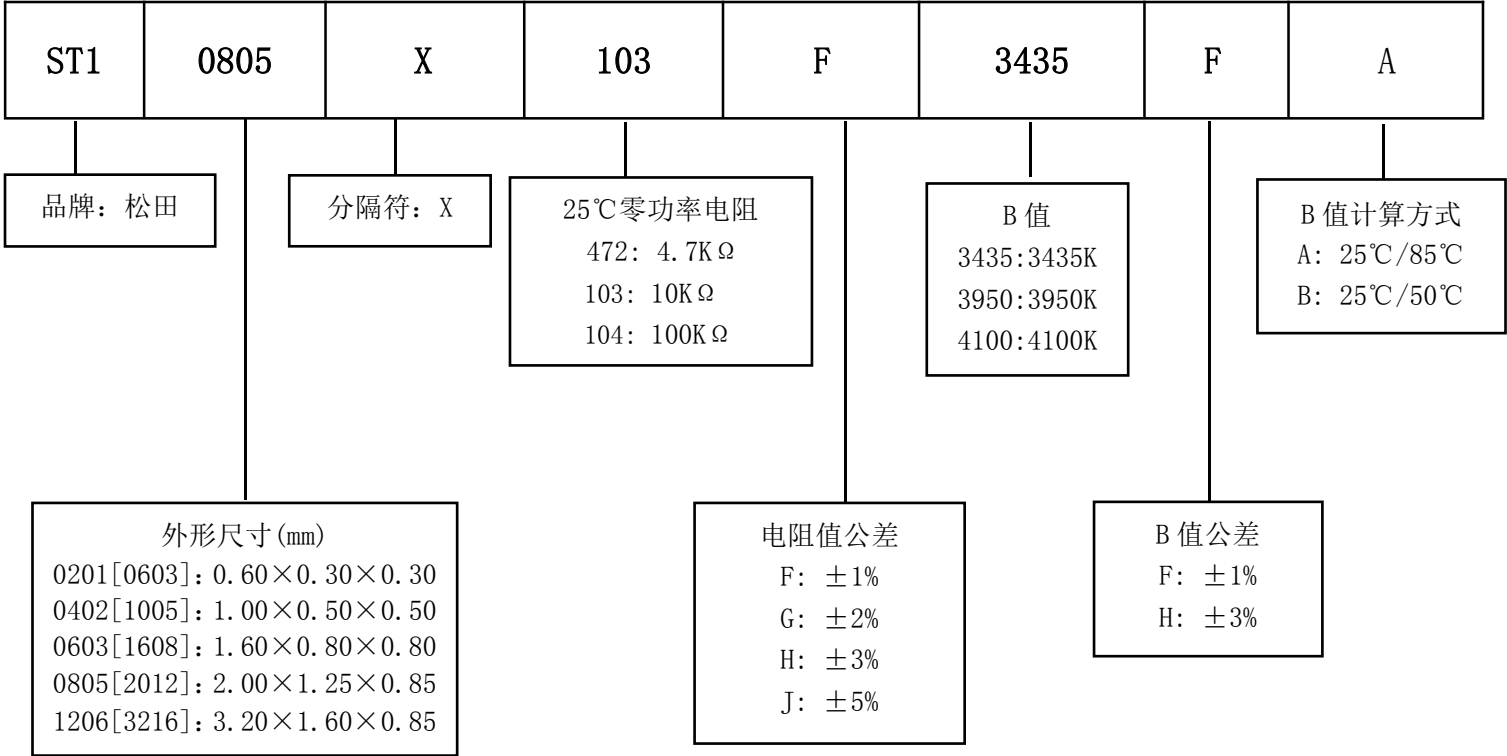 ST1 0805 X 103 F 3435 F A
品牌：松田
分隔符：X
25℃零功率电阻
472: 4.7KΩ
103: 10KΩ
104: 100KΩ
B值
3435:3435K
3950:3950K
4100:4100K
B值计算方式
A: 25℃/85℃
B: 25℃/50℃
外形尺寸(mm)
0201[0603]：0.60×0.30×0.30
0402[1005]：1.00×0.50×0.50
0603[1608]：1.60×0.80×0.80
0805[2012]：2.00×1.25×0.85
1206[3216]：3.20×1.60×0.85
电阻值公差
F: ±1%
G: ±2%
H: ±3%
J: ±5%
B值公差
F: ±1%
H: ±3%